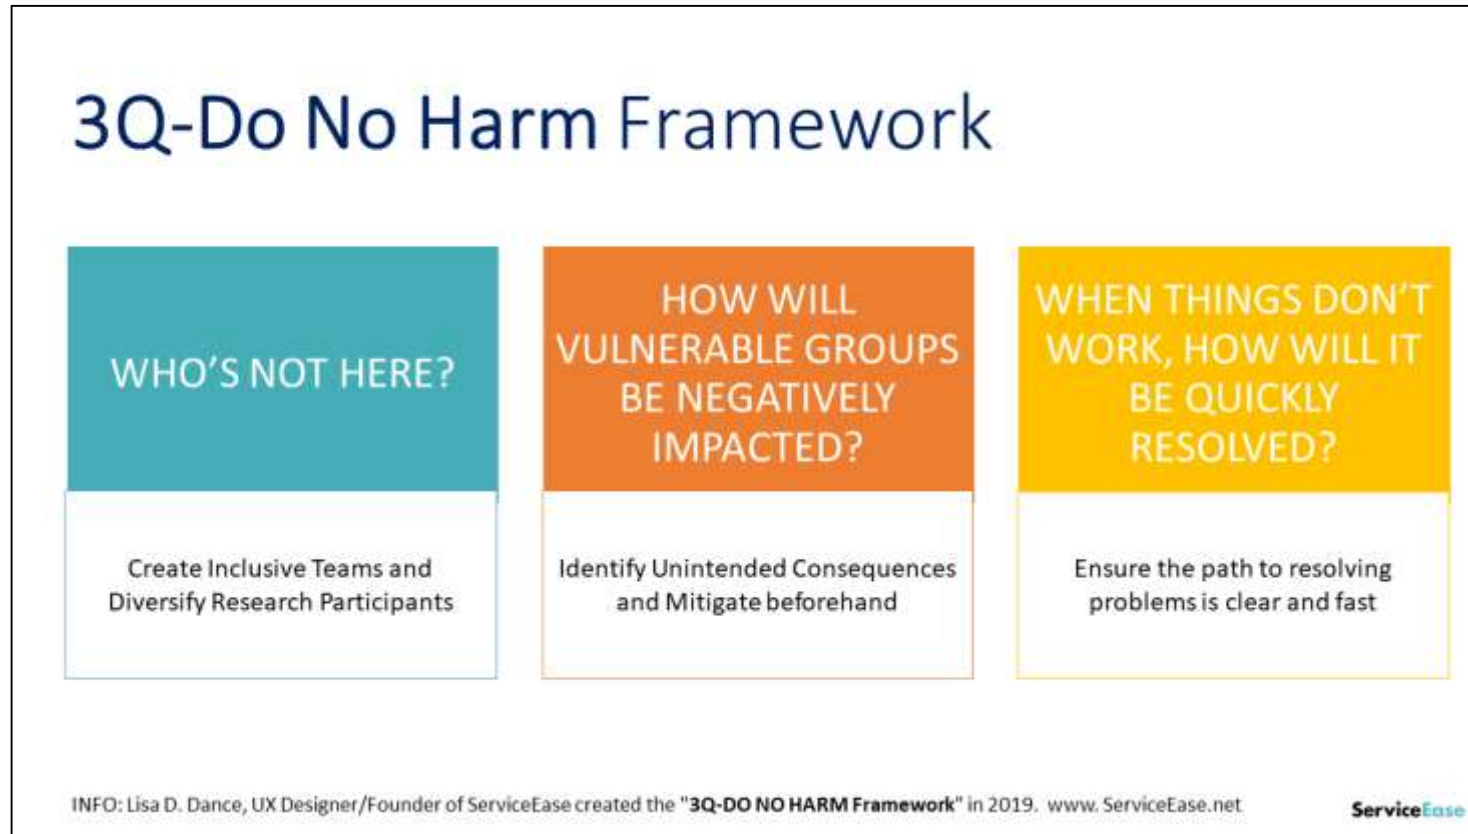 3Q-Do No Harm Framework
WHO'S NOT HERE?
Create Inclusive Teams and
Diversify Research Participants
HOW WILL
VULNERABLE GROUPS
BE NEGATIVELY
IMPACTED?
Identify Unintended Consequences
and Mitigate beforehand
WHEN THINGS DON'T
WORK, HOW WILL IT
BE QUICKLY
RESOLVED?
Ensure the path to resolving
problems is clear and fast
INFO: Lisa D. Dance, UX Designer/Founder of ServiceEase created the "3Q-DO NO HARM Framework" in 2019. www. ServiceEase.net
ServiceEase